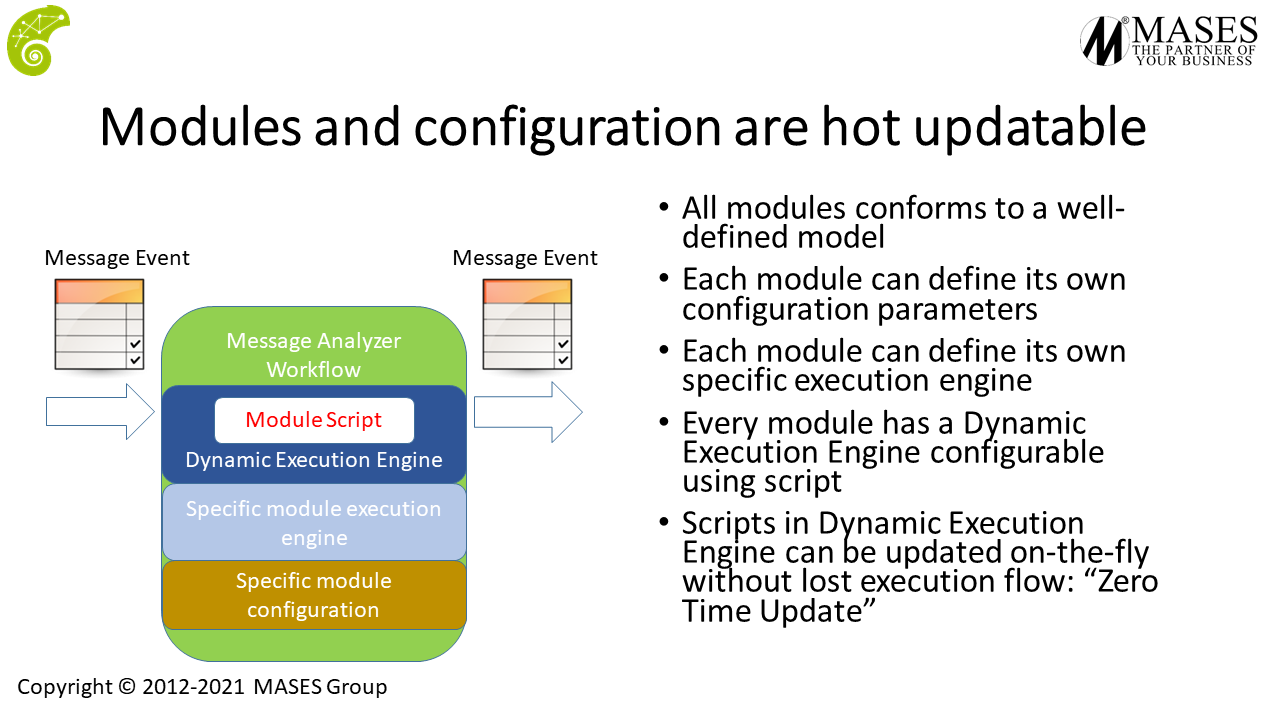 MASES
®
THE PARTNER OF
YOUR BUSINESS
Modules and configuration are hot updatable
Message Event
Message Event
Message Analyzer
Workflow
Module Script
Dynamic Execution Engine
Specific module execution
engine
Specific module
configuration
• All modules conforms to a well-
defined model
• Each module can define its own
configuration parameters
• Each module can define its own
specific execution engine
• Every module has a Dynamic
Execution Engine configurable
using script
• Scripts in Dynamic Execution
Engine can be updated on-the-fly
without lost execution flow: “Zero
Time Update”
Copyright © 2012-2021 MASES Group